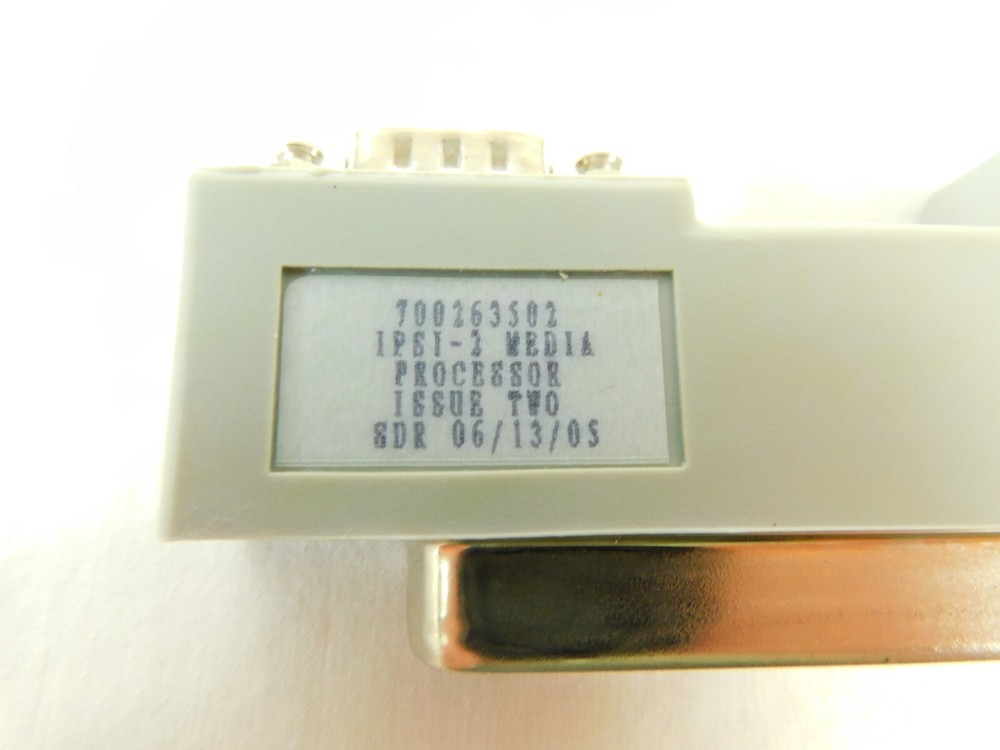 700263502
IPSI-2 MEDIA
PROCESSOR
ISSUE TWO
SDR 06/13/05